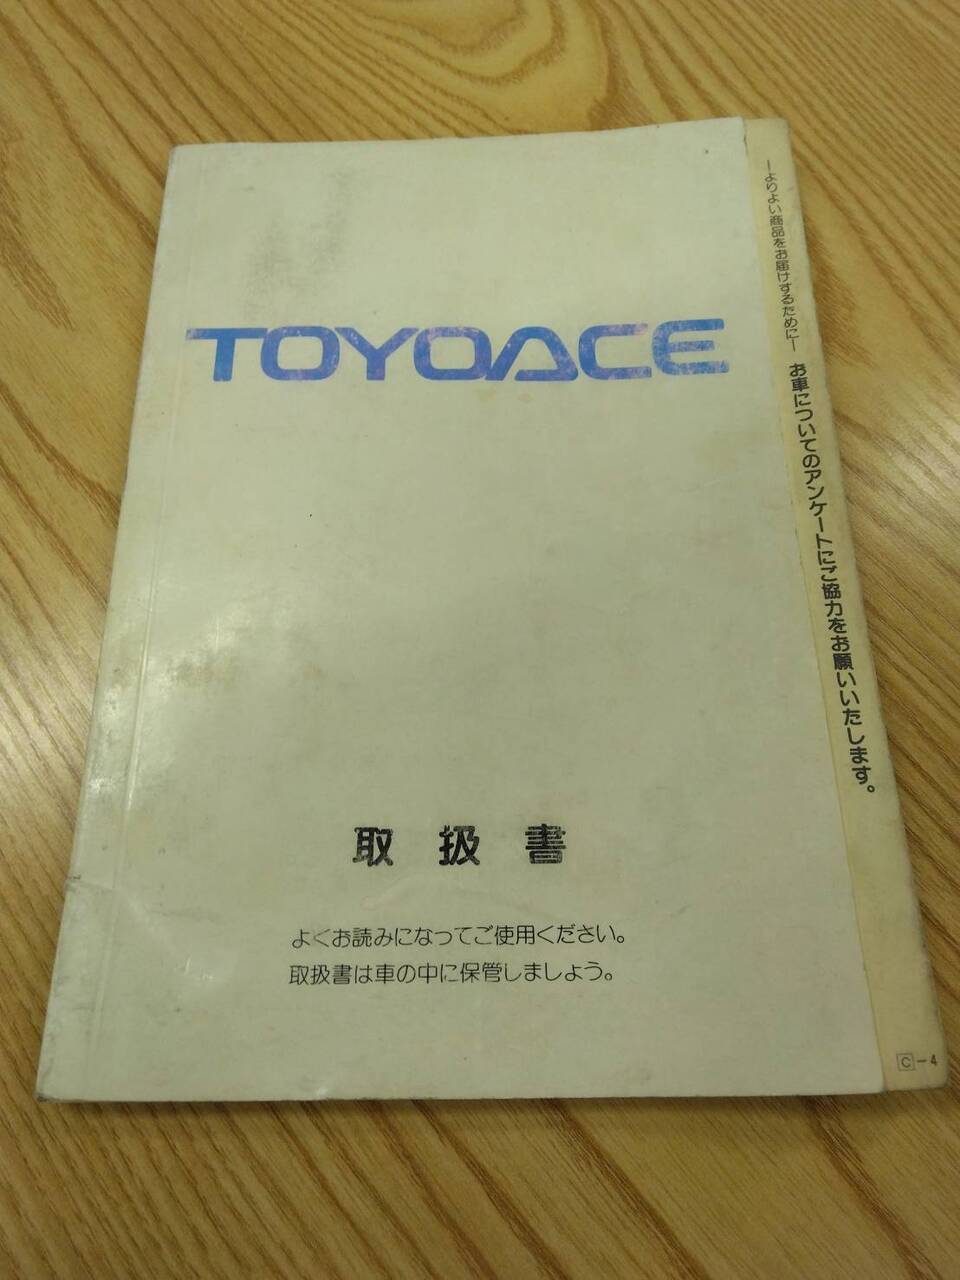 TOYOACE
取扱書
よくお読みになってご使用ください。
取扱書は車の中に保管しましょう。
ーよりよい商品をお届けするためにー お車についてのアンケートにご協力をお願いいたします。
C-4